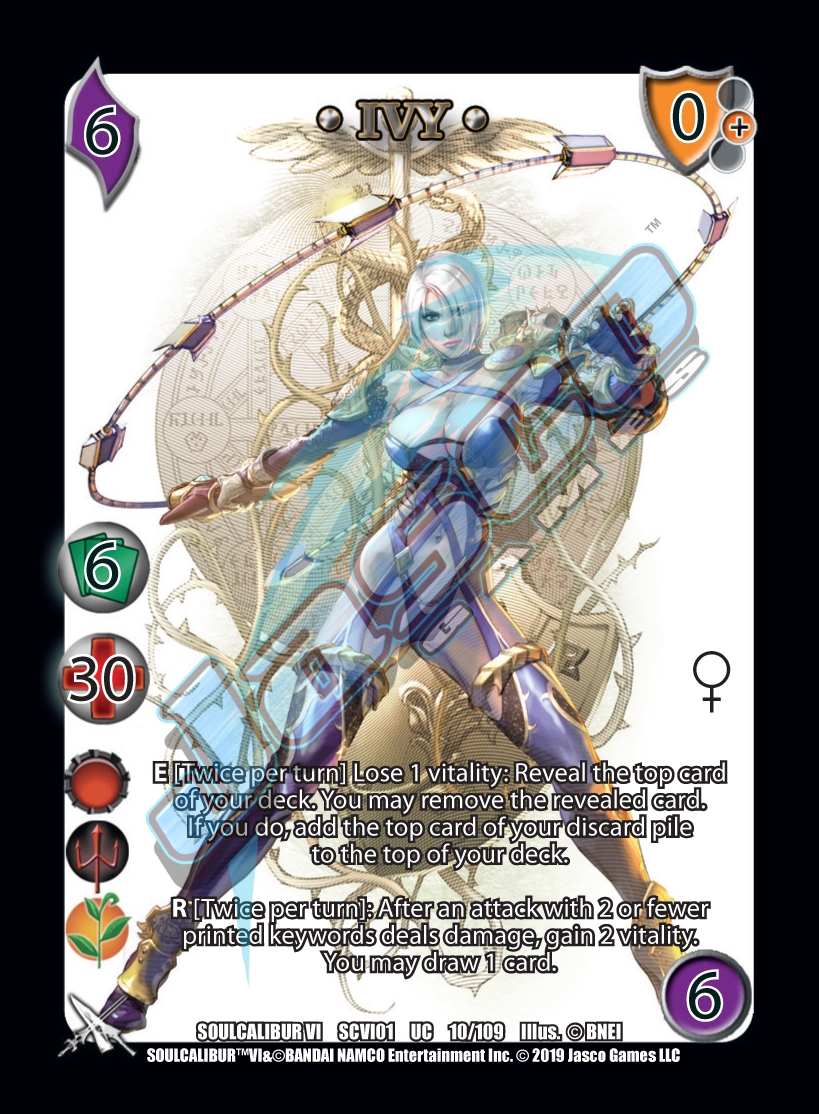 6
• IVY •
0
+
TM
JASCO
GAMES
6
30
E [Twice per turn] Lose 1 vitality: Reveal the top card
of your deck. You may remove the revealed card.
If you do, add the top card of your discard pile
to the top of your deck.
R [Twice per turn]: After an attack with 2 or fewer
printed keywords deals damage, gain 2 vitality.
You may draw 1 card.
6
SOULCALIBUR VI SCVI01 UC 10/109 Illus. © BNEI
SOULCALIBUR™VI&©BANDAI NAMCO Entertainment Inc. © 2019 Jasco Games LLC